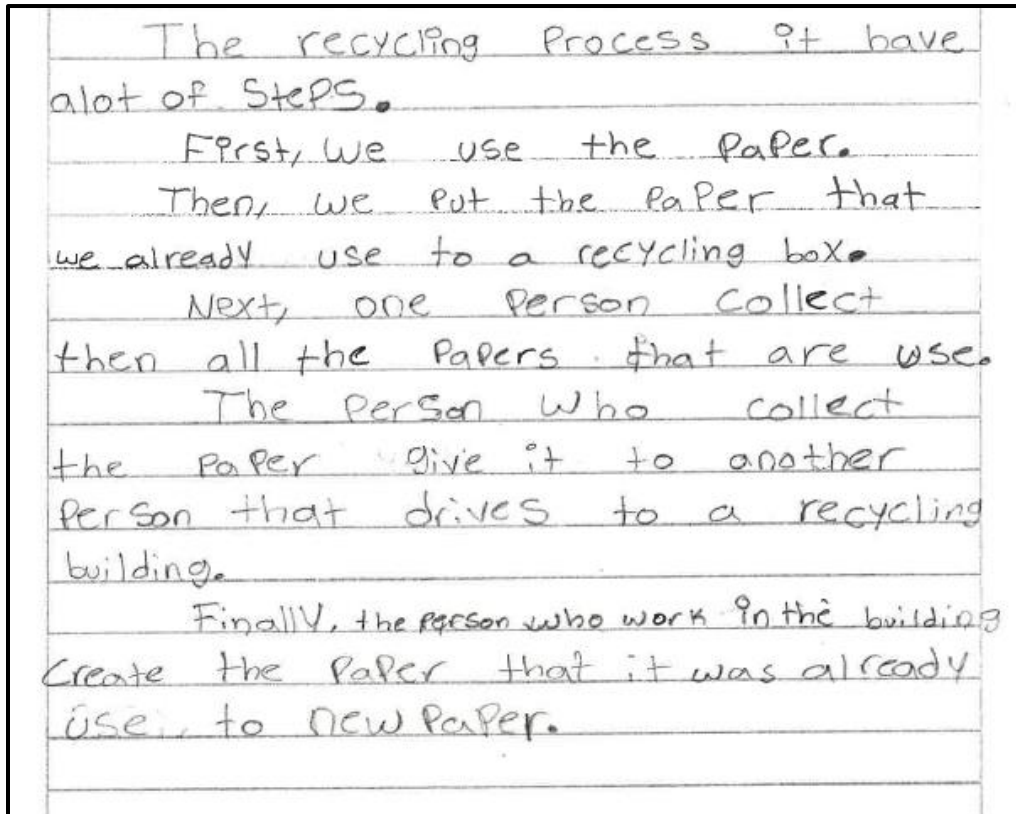 The recycling Process it have
alot of Steps.
First, we use the paper.
Then, we put the paper that
we already use to a recycling box.
Next, one person collect
then all the papers that are use.
The person who collect
the paper give it to another
person that drives to a recycling
building.
Finally, the person who work in the building
create the paper that it was already
use to new paper.